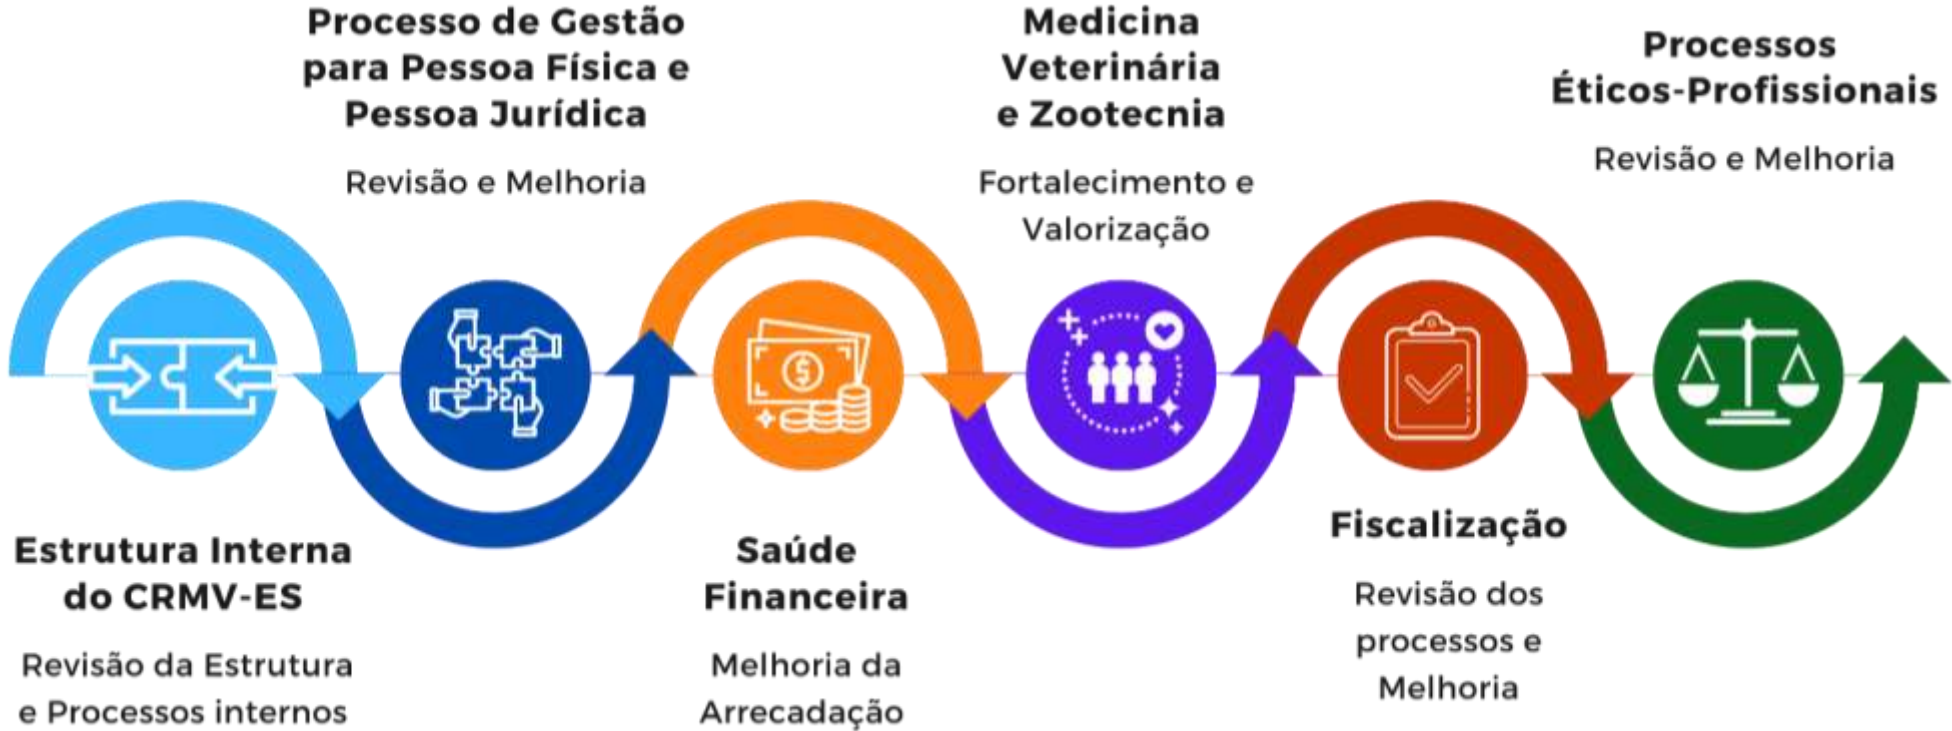 Processo de Gestão
para Pessoa Física e
Pessoa Jurídica
Revisão e Melhoria
Medicina
Veterinária
e Zootecnia
Fortalecimento e
Valorização
Processos
Éticos-Profissionais
Revisão e Melhoria
Estrutura Interna
do CRMV-ES
Revisão da Estrutura
e Processos internos
Saúde
Financeira
Melhoria da
Arrecadação
Fiscalização
Revisão dos
processos e
Melhoria